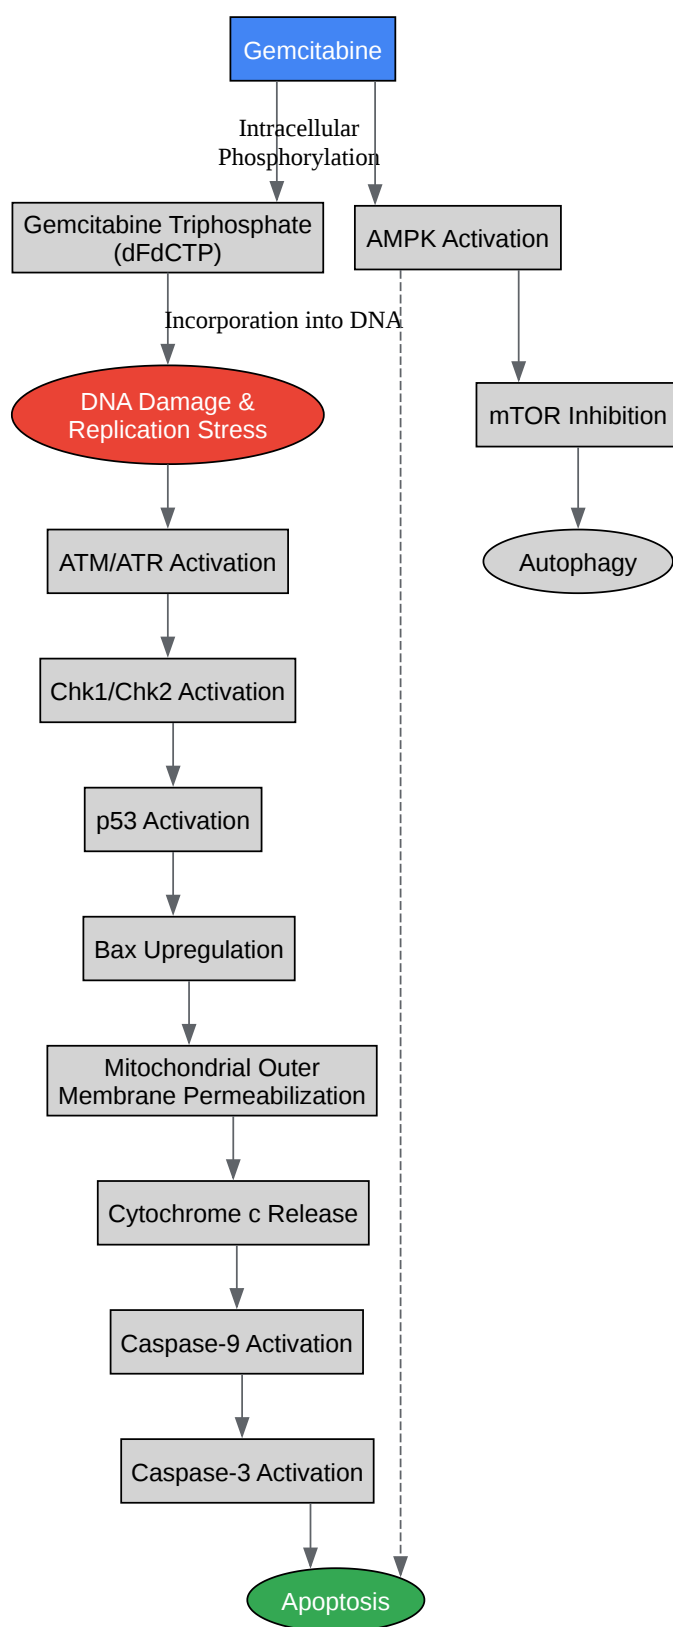 Gemcitabine
Intracellular
Phosphorylation
Gemcitabine Triphosphate
(dFdCTP)
AMPK Activation
Incorporation into DNA
DNA Damage &
Replication Stress
mTOR Inhibition
ATM/ATR Activation
Autophagy
Chk1/Chk2 Activation
p53 Activation
Bax Upregulation
Mitochondrial Outer
Membrane Permeabilization
Cytochrome c Release
Caspase-9 Activation
Caspase-3 Activation
Apoptosis